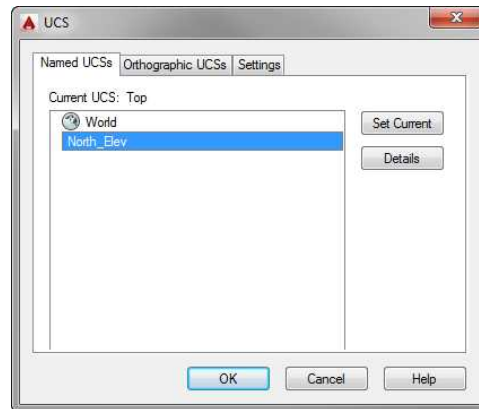 UCS
Named UCSs Orthographic UCSs Settings
Current UCS: Top
World
Set Current
North_Elev
Details
OK Cancel Help